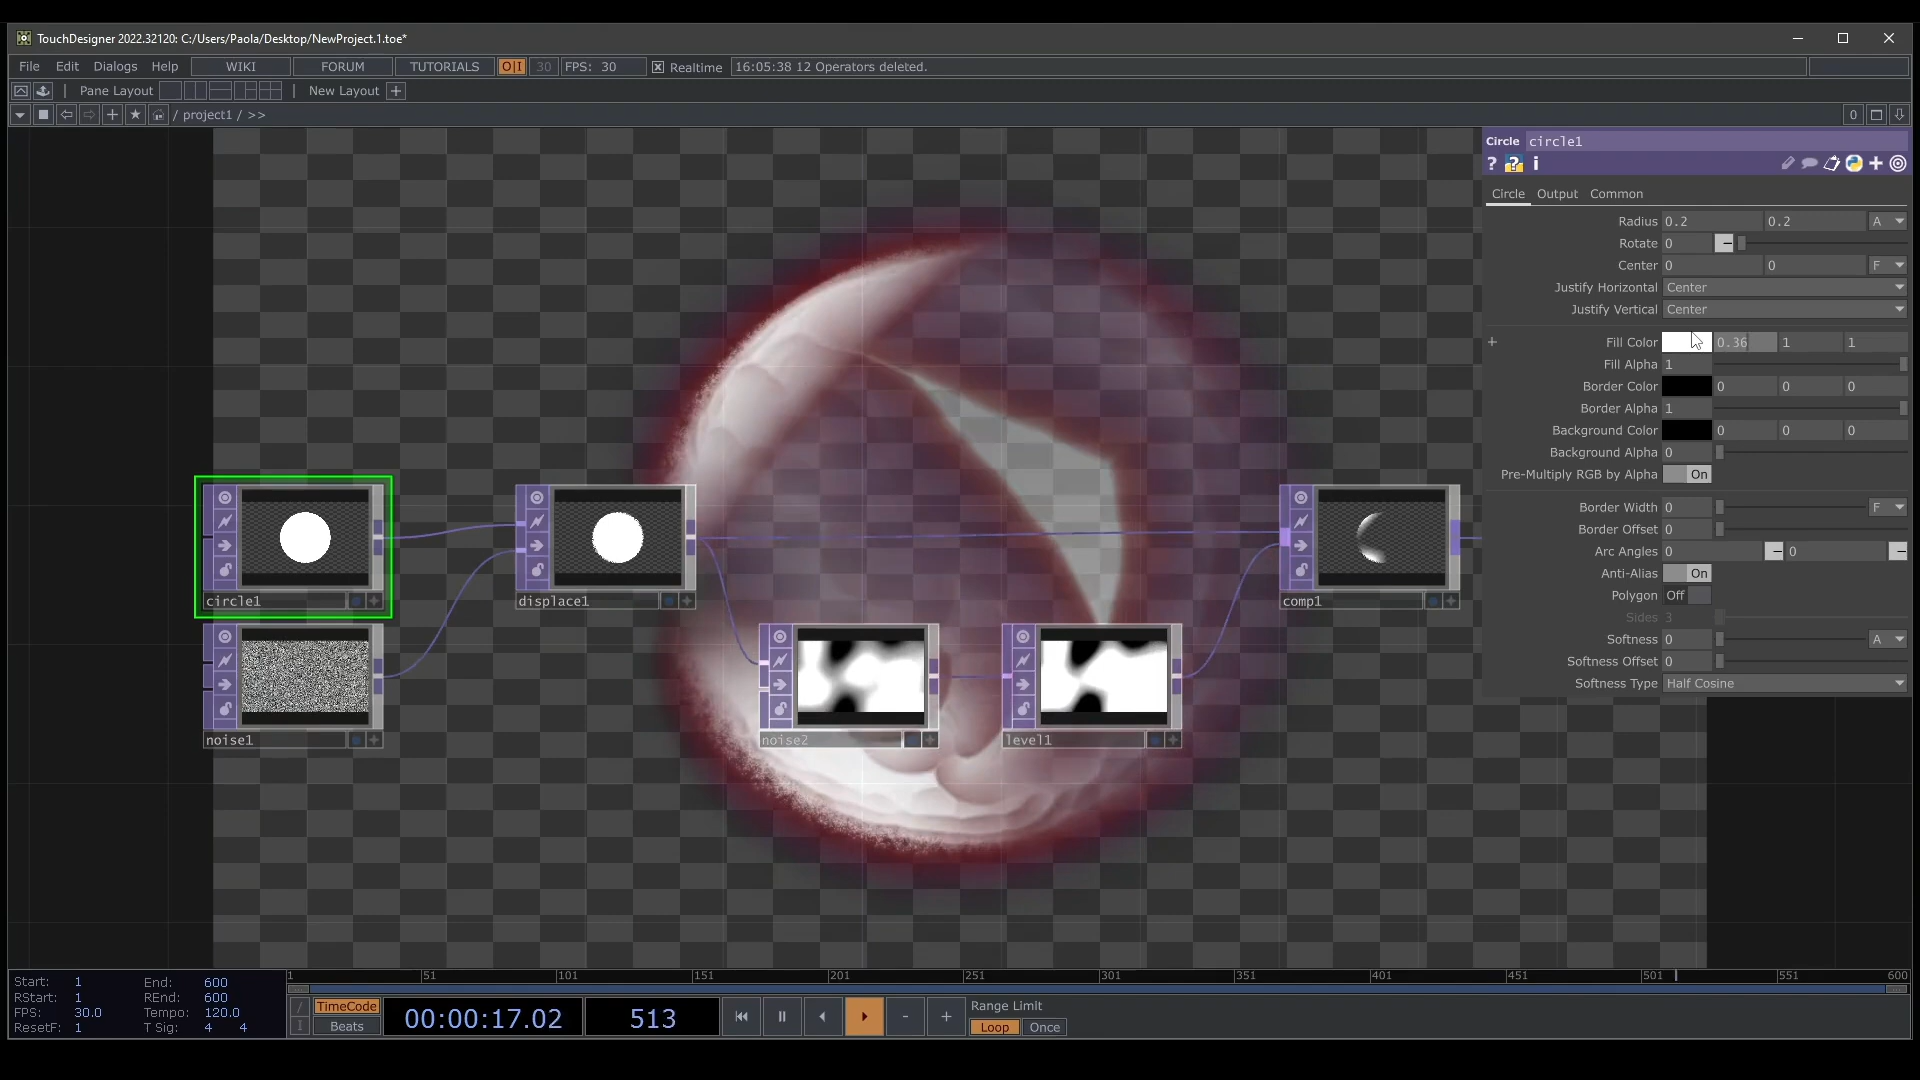 TouchDesigner 2022.32120: C:/Users/Paola/Desktop/NewProject.1.toe*
File Edit Dialogs Help WIKI FORUM TUTORIALS O|I 30 FPS: 30 Realtime 16:05:38 12 Operators deleted.
Pane Layout New Layout +
/ project1 / >> 0
Circle circle1
? ? i
Circle Output Common
Radius 0.2 0.2 A
Rotate 0
Center 0 0 F
Justify Horizontal Center
Justify Vertical Center
+ Fill Color 0.36 1 1
Fill Alpha 1
Border Color 0 0 0
Border Alpha 1
Background Color 0 0 0
Background Alpha 0
Pre-Multiply RGB by Alpha On
Border Width 0 F
Border Offset 0
Arc Angles 0 0
Anti-Alias On
Polygon Off
Sides 3
Softness 0 A
Softness Offset 0
Softness Type Half Cosine
circle1
displace1
comp1
noise1
noise2
level1
1 51 101 151 201 251 301 351 401 451 501 551 600
Start: 1 End: 600
RStart: 1 REnd: 600
FPS: 30.0 Tempo: 120.0
ResetF: 1 T Sig: 4 4
TimeCode
Beats
00:00:17.02
513
- +
Range Limit
Loop Once